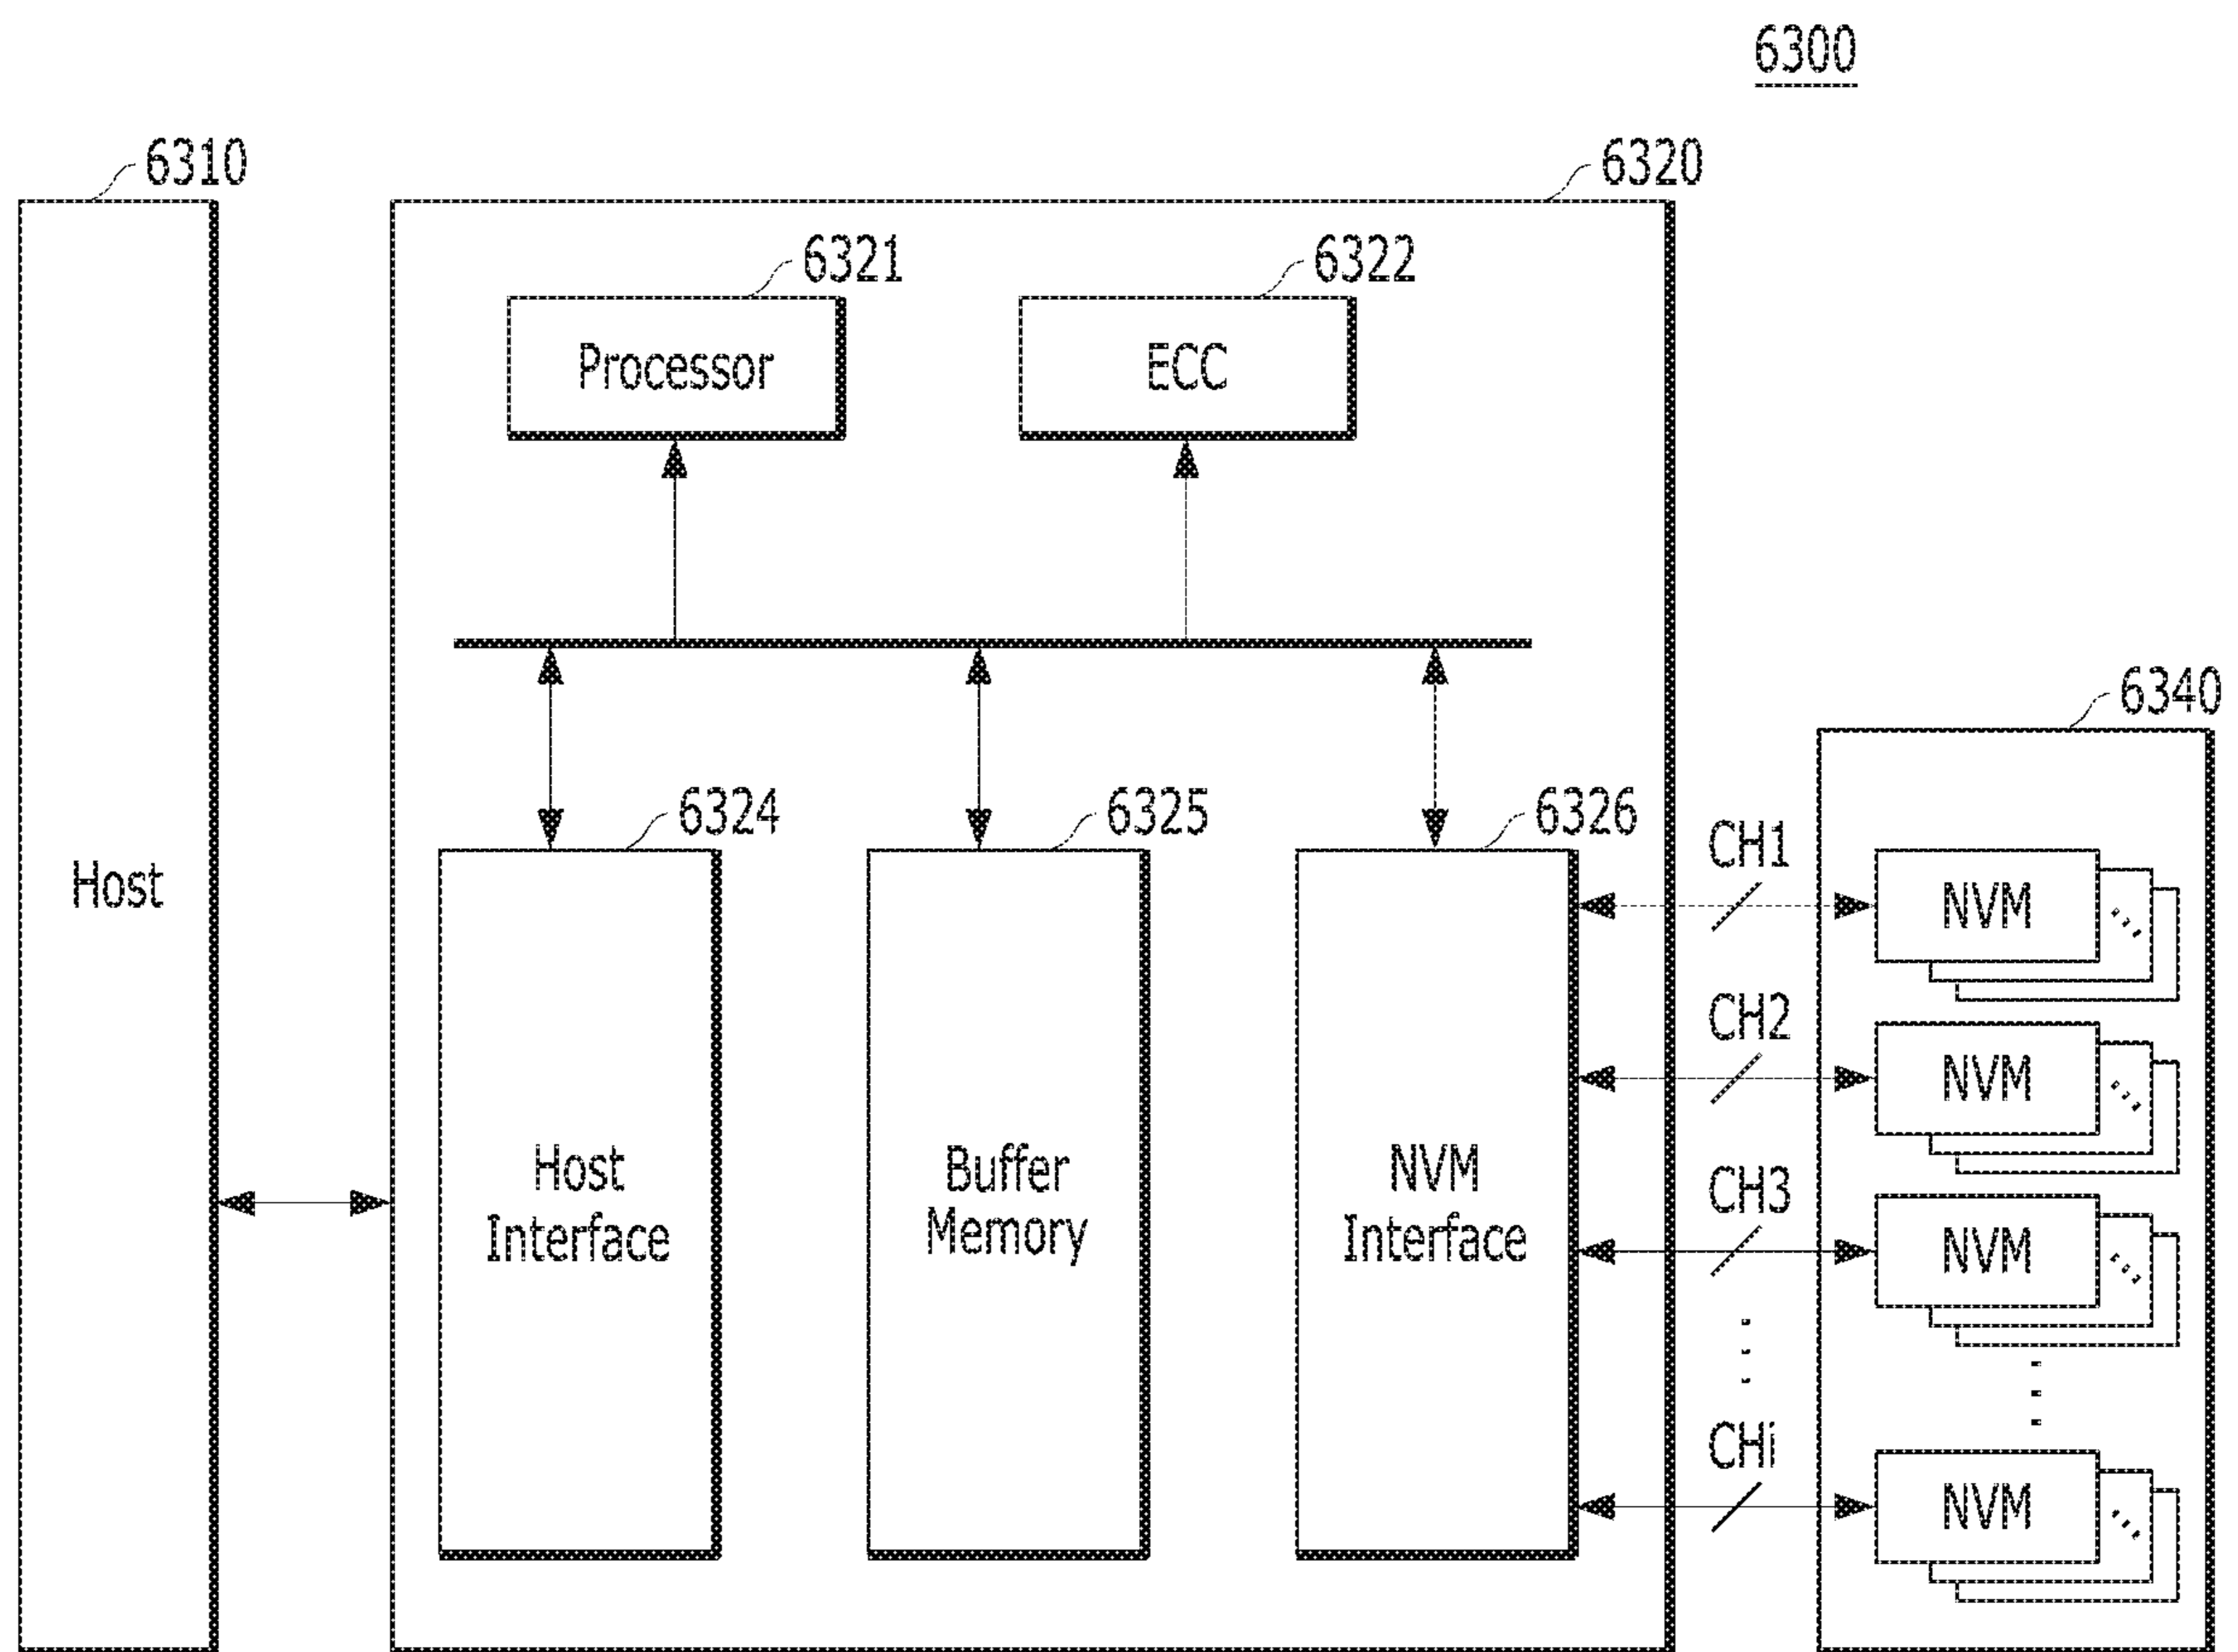 6300
6310
6320
6321
6322
Processor
ECC
6340
6324
6325
6326
CH1
Host
NVM
CH2
NVM
Host
Interface
Buffer
Memory
NVM
Interface
CH3
NVM
CHi
NVM